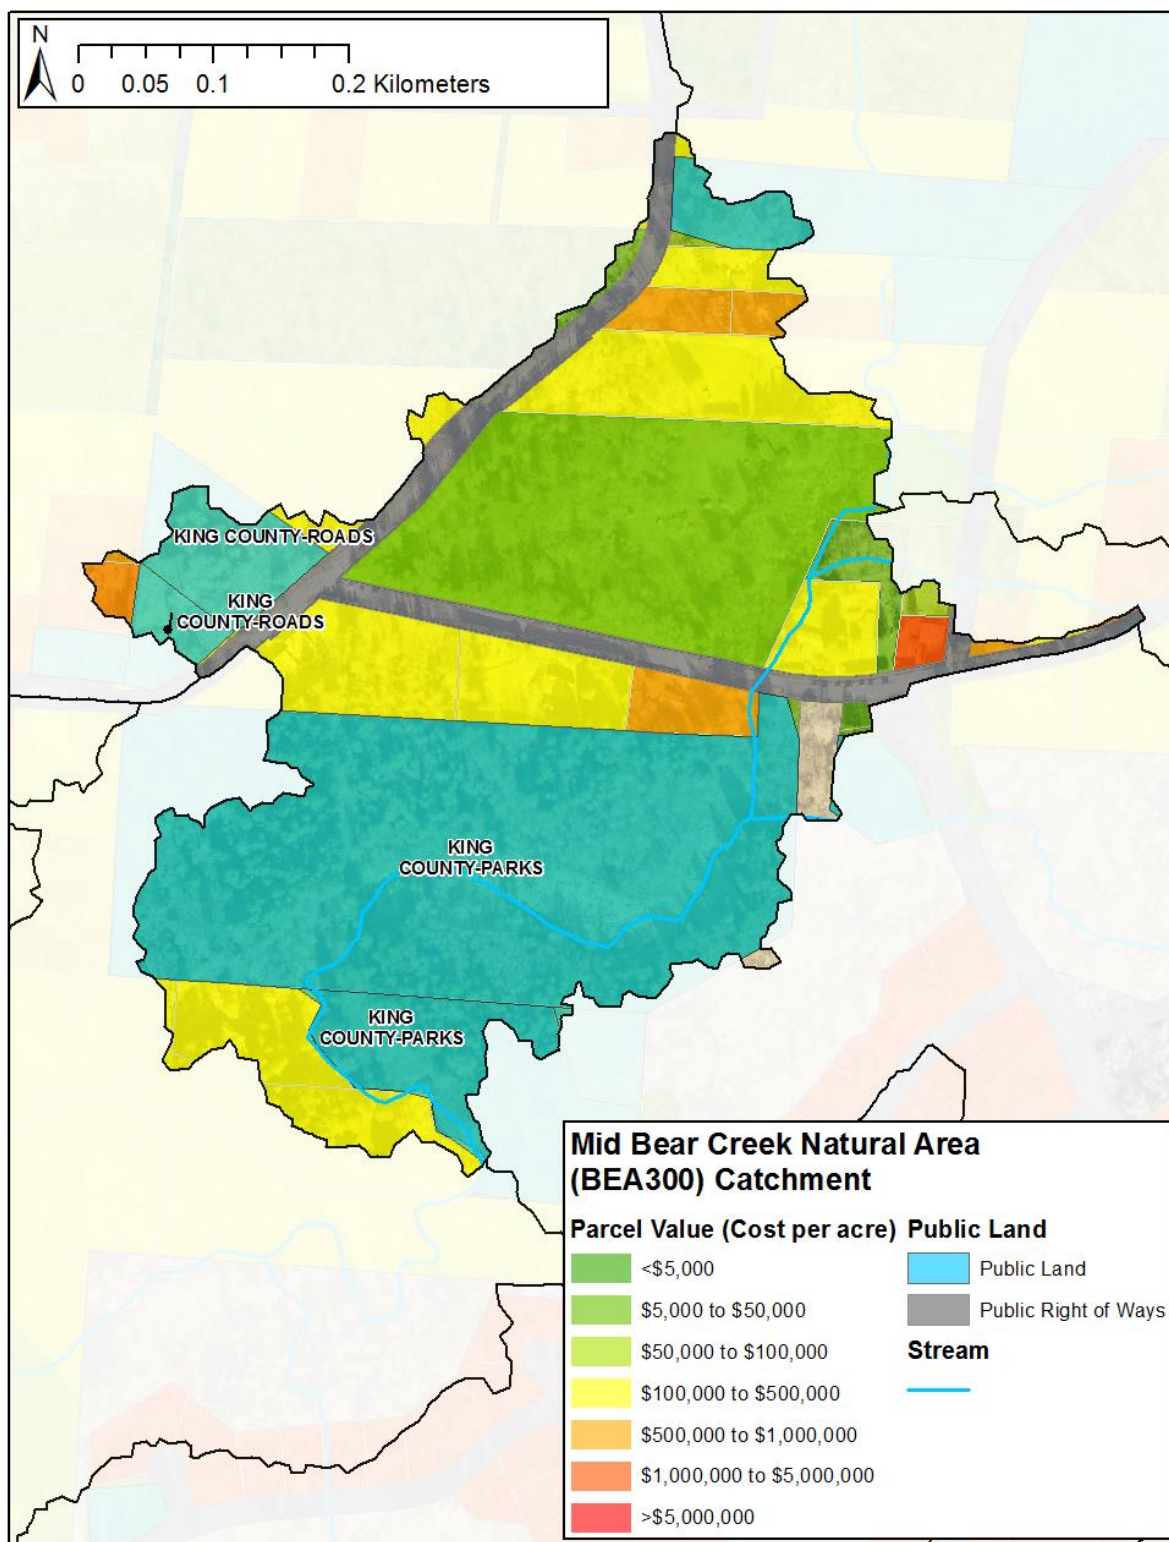 N
0 0.05 0.1 0.2 Kilometers
KING COUNTY-ROADS
KING
COUNTY-ROADS
KING
COUNTY-PARKS
KING
COUNTY-PARKS
Mid Bear Creek Natural Area
(BEA300) Catchment
Parcel Value (Cost per acre) Public Land
<$5,000 Public Land
$5,000 to $50,000 Public Right of Ways
$50,000 to $100,000 Stream
$100,000 to $500,000
$500,000 to $1,000,000
$1,000,000 to $5,000,000
>$5,000,000